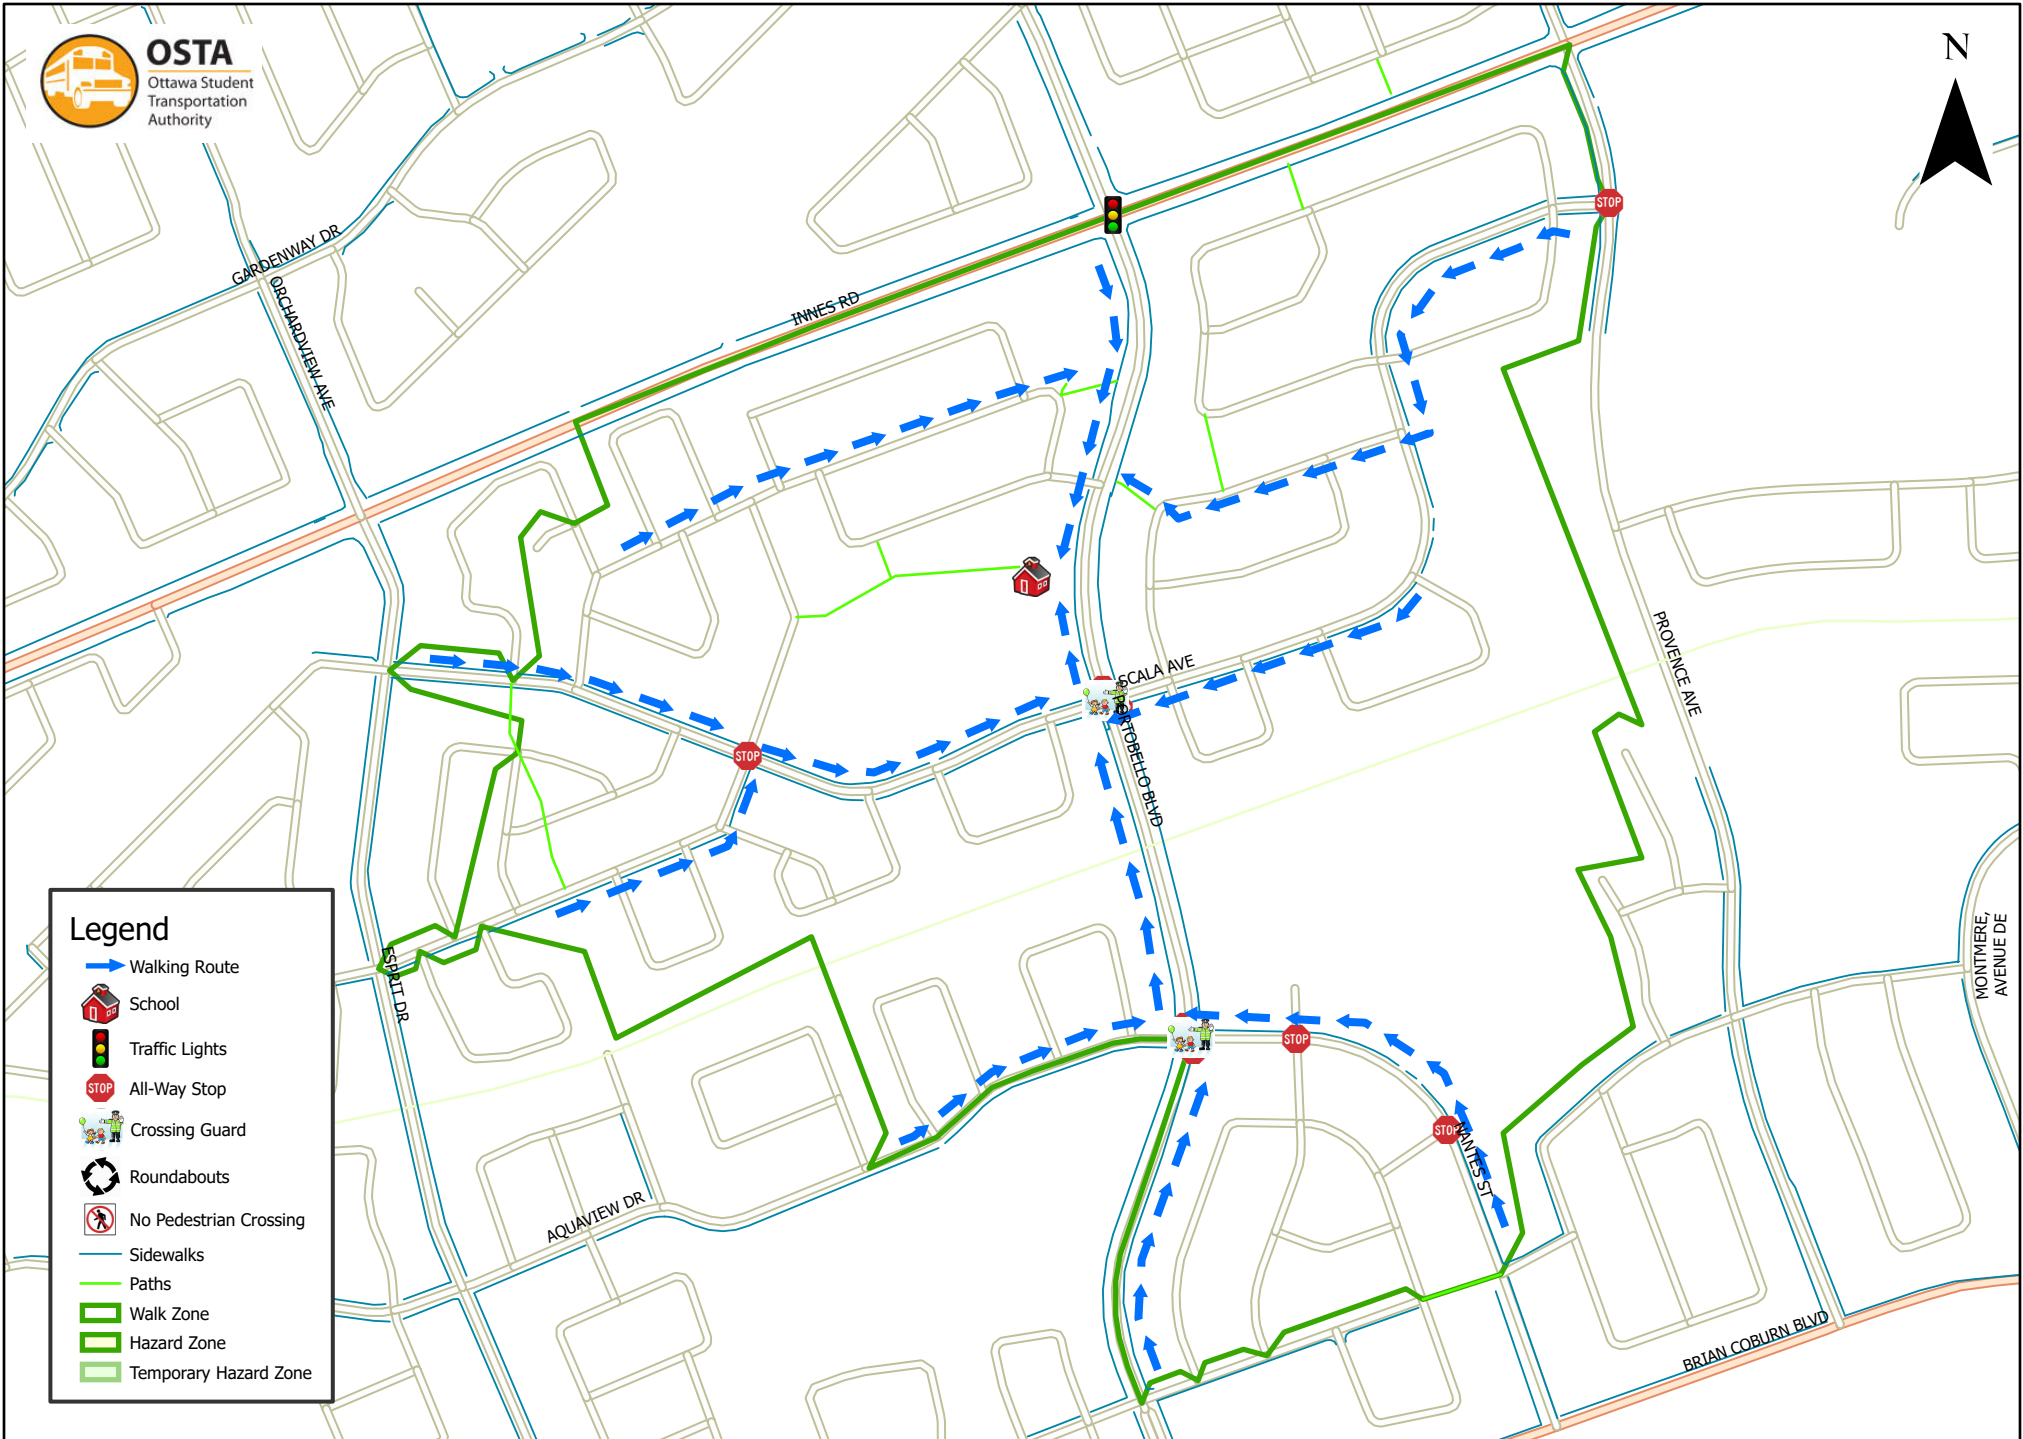 OSTA
Ottawa Student
Transportation
Authority
N
GARDENWAY DR
ORCHARDVIEW AVE
INNES RD
STOP
SCALA AVE
PORTOBELLO BLVD
PROVENCE AVE
STOP
ESPRIT DR
MONTMERE,
AVENUE DE
STOP
STOP
NANTES ST
AQUAVIEW DR
BRIAN COBURN BLVD
Legend
Walking Route
School
Traffic Lights
STOP
All-Way Stop
Crossing Guard
Roundabouts
No Pedestrian Crossing
Sidewalks
Paths
Walk Zone
Hazard Zone
Temporary Hazard Zone